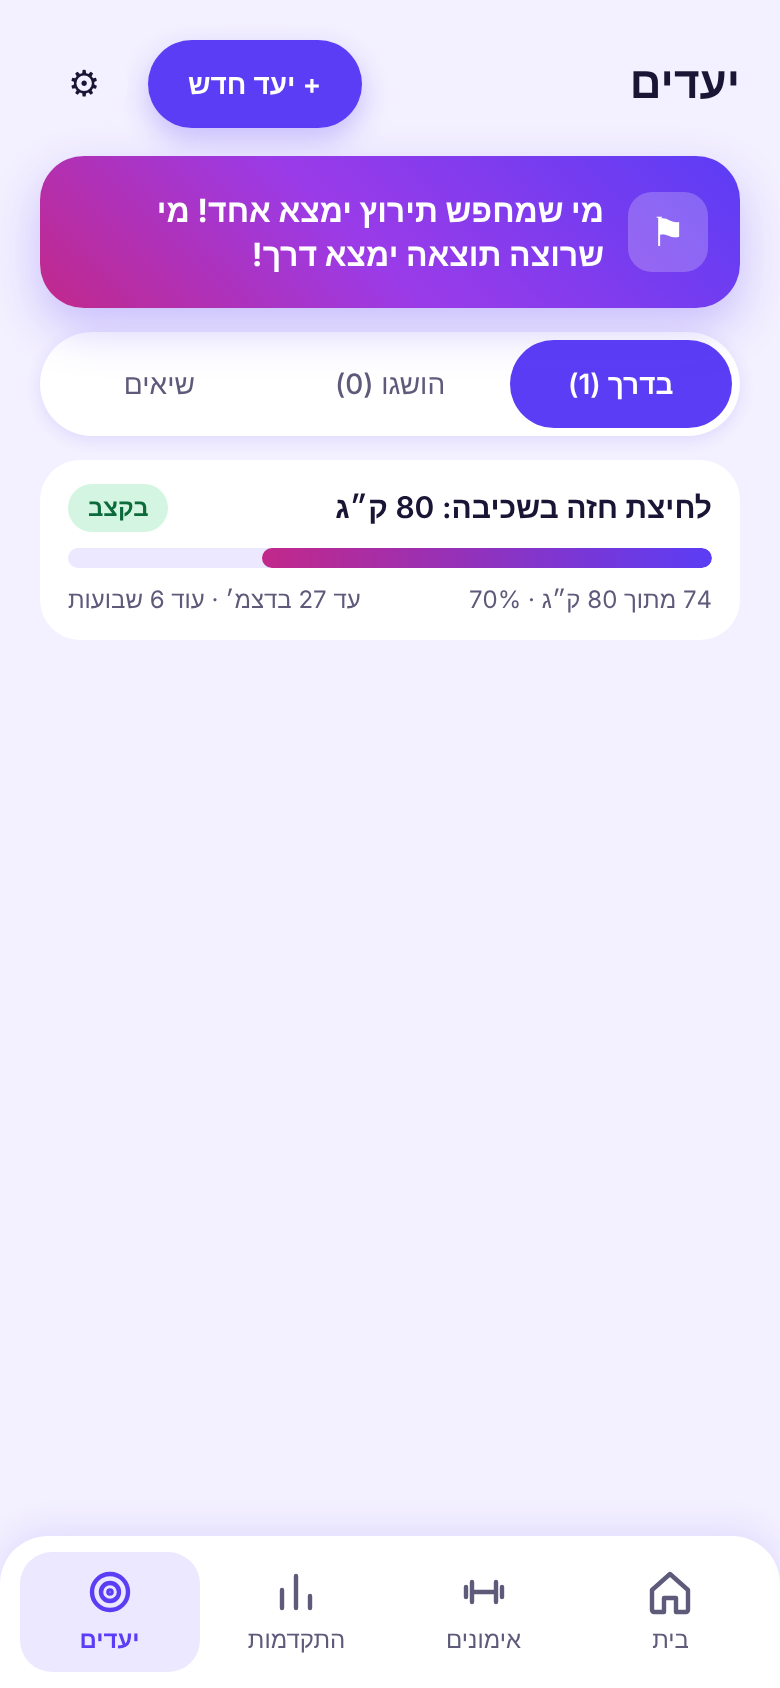 יעדים
+ יעד חדש
מי שמחפש תירוץ ימצא אחד! מי
שרוצה תוצאה ימצא דרך!
בדרך (1)
הושגו (0)
שיאים
לחיצת חזה בשכיבה: 80 ק״ג
בקצב
74 מתוך 80 ק״ג · 70%
עד 27 בדצמ׳ · עוד 6 שבועות
בית
אימונים
התקדמות
יעדים